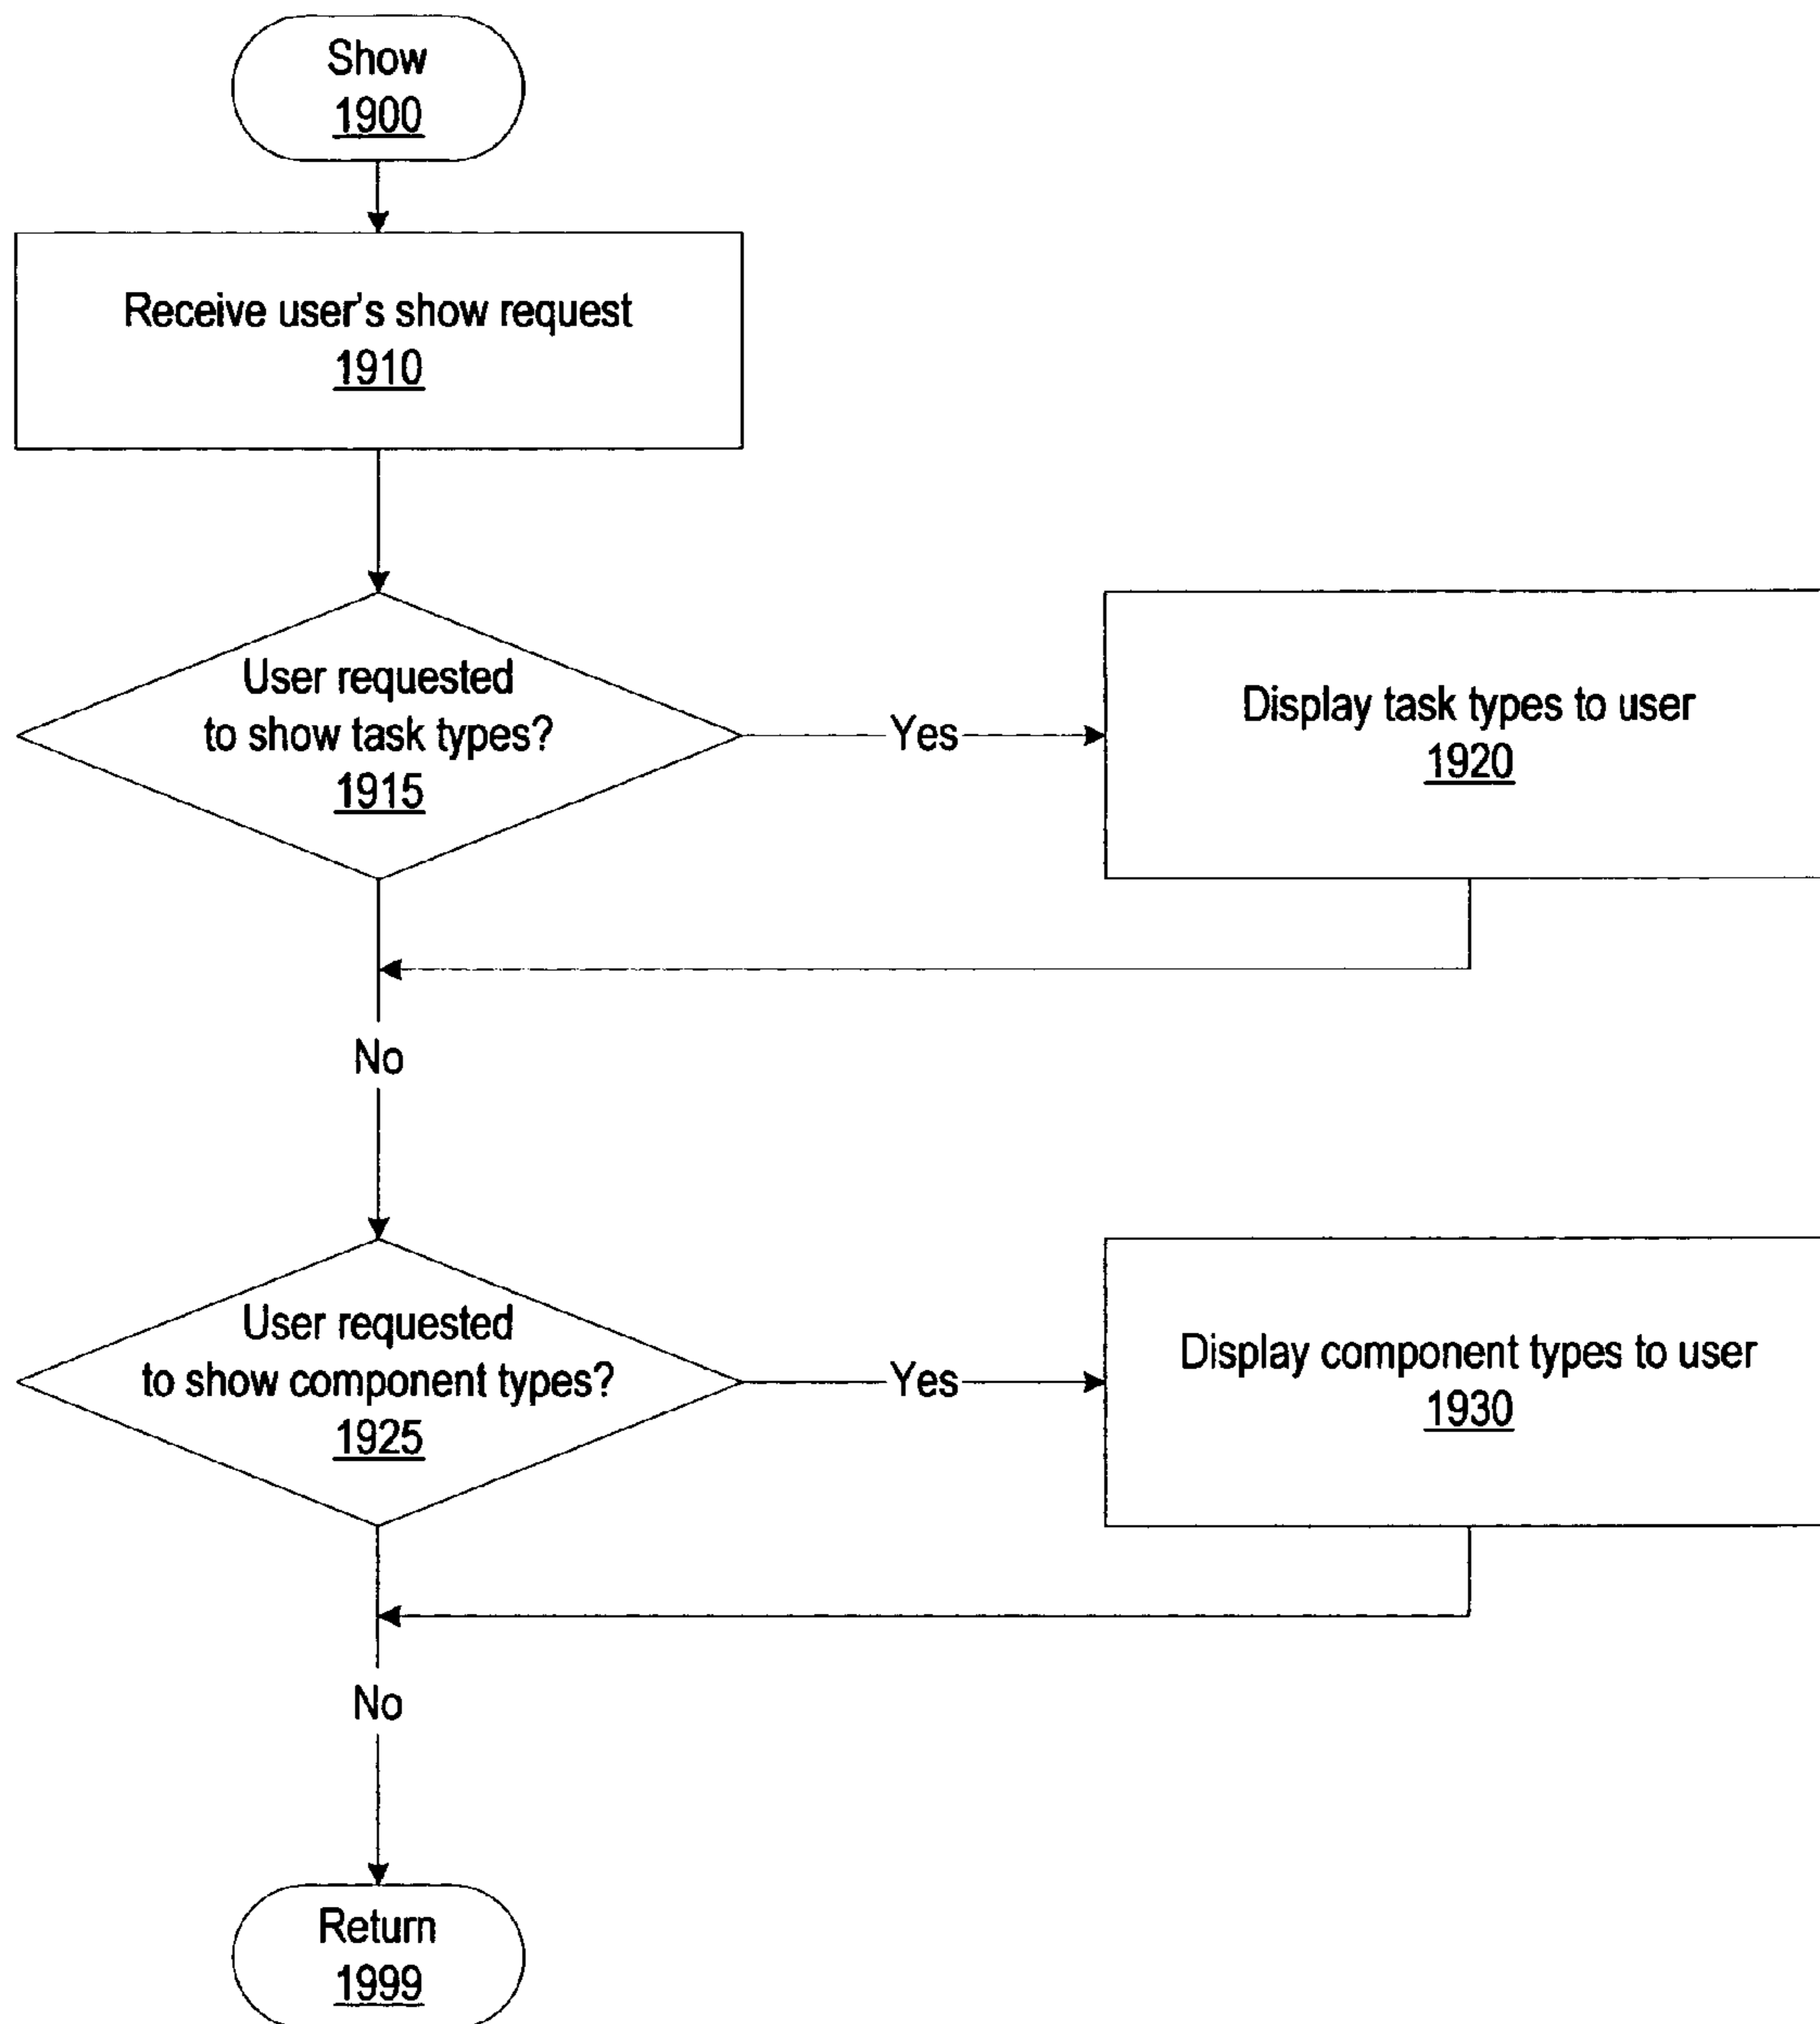 Show
1900
Receive user's show request
1910
User requested
to show task types?
1915
Yes
Display task types to user
1920
No
User requested
to show component types?
1925
Yes
Display component types to user
1930
No
Return
1999